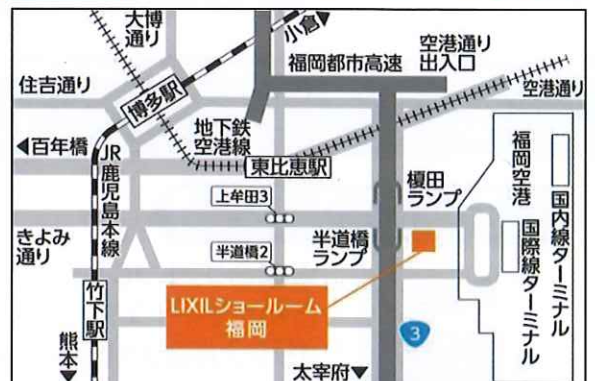 大博
通り
小倉▶
住吉通り
博多駅
福岡都市高速
空港通り
出入口
空港通り
◀百年橋
地下鉄
空港線
東比恵駅
JR鹿児島本線
上牟田3
榎田
ランプ
福岡空港
国内線ターミナル
国際線ターミナル
きよみ
通り
半道橋2
半道橋
ランプ
竹下駅
LIXILショールーム
福岡
3
熊本▼
太宰府▼